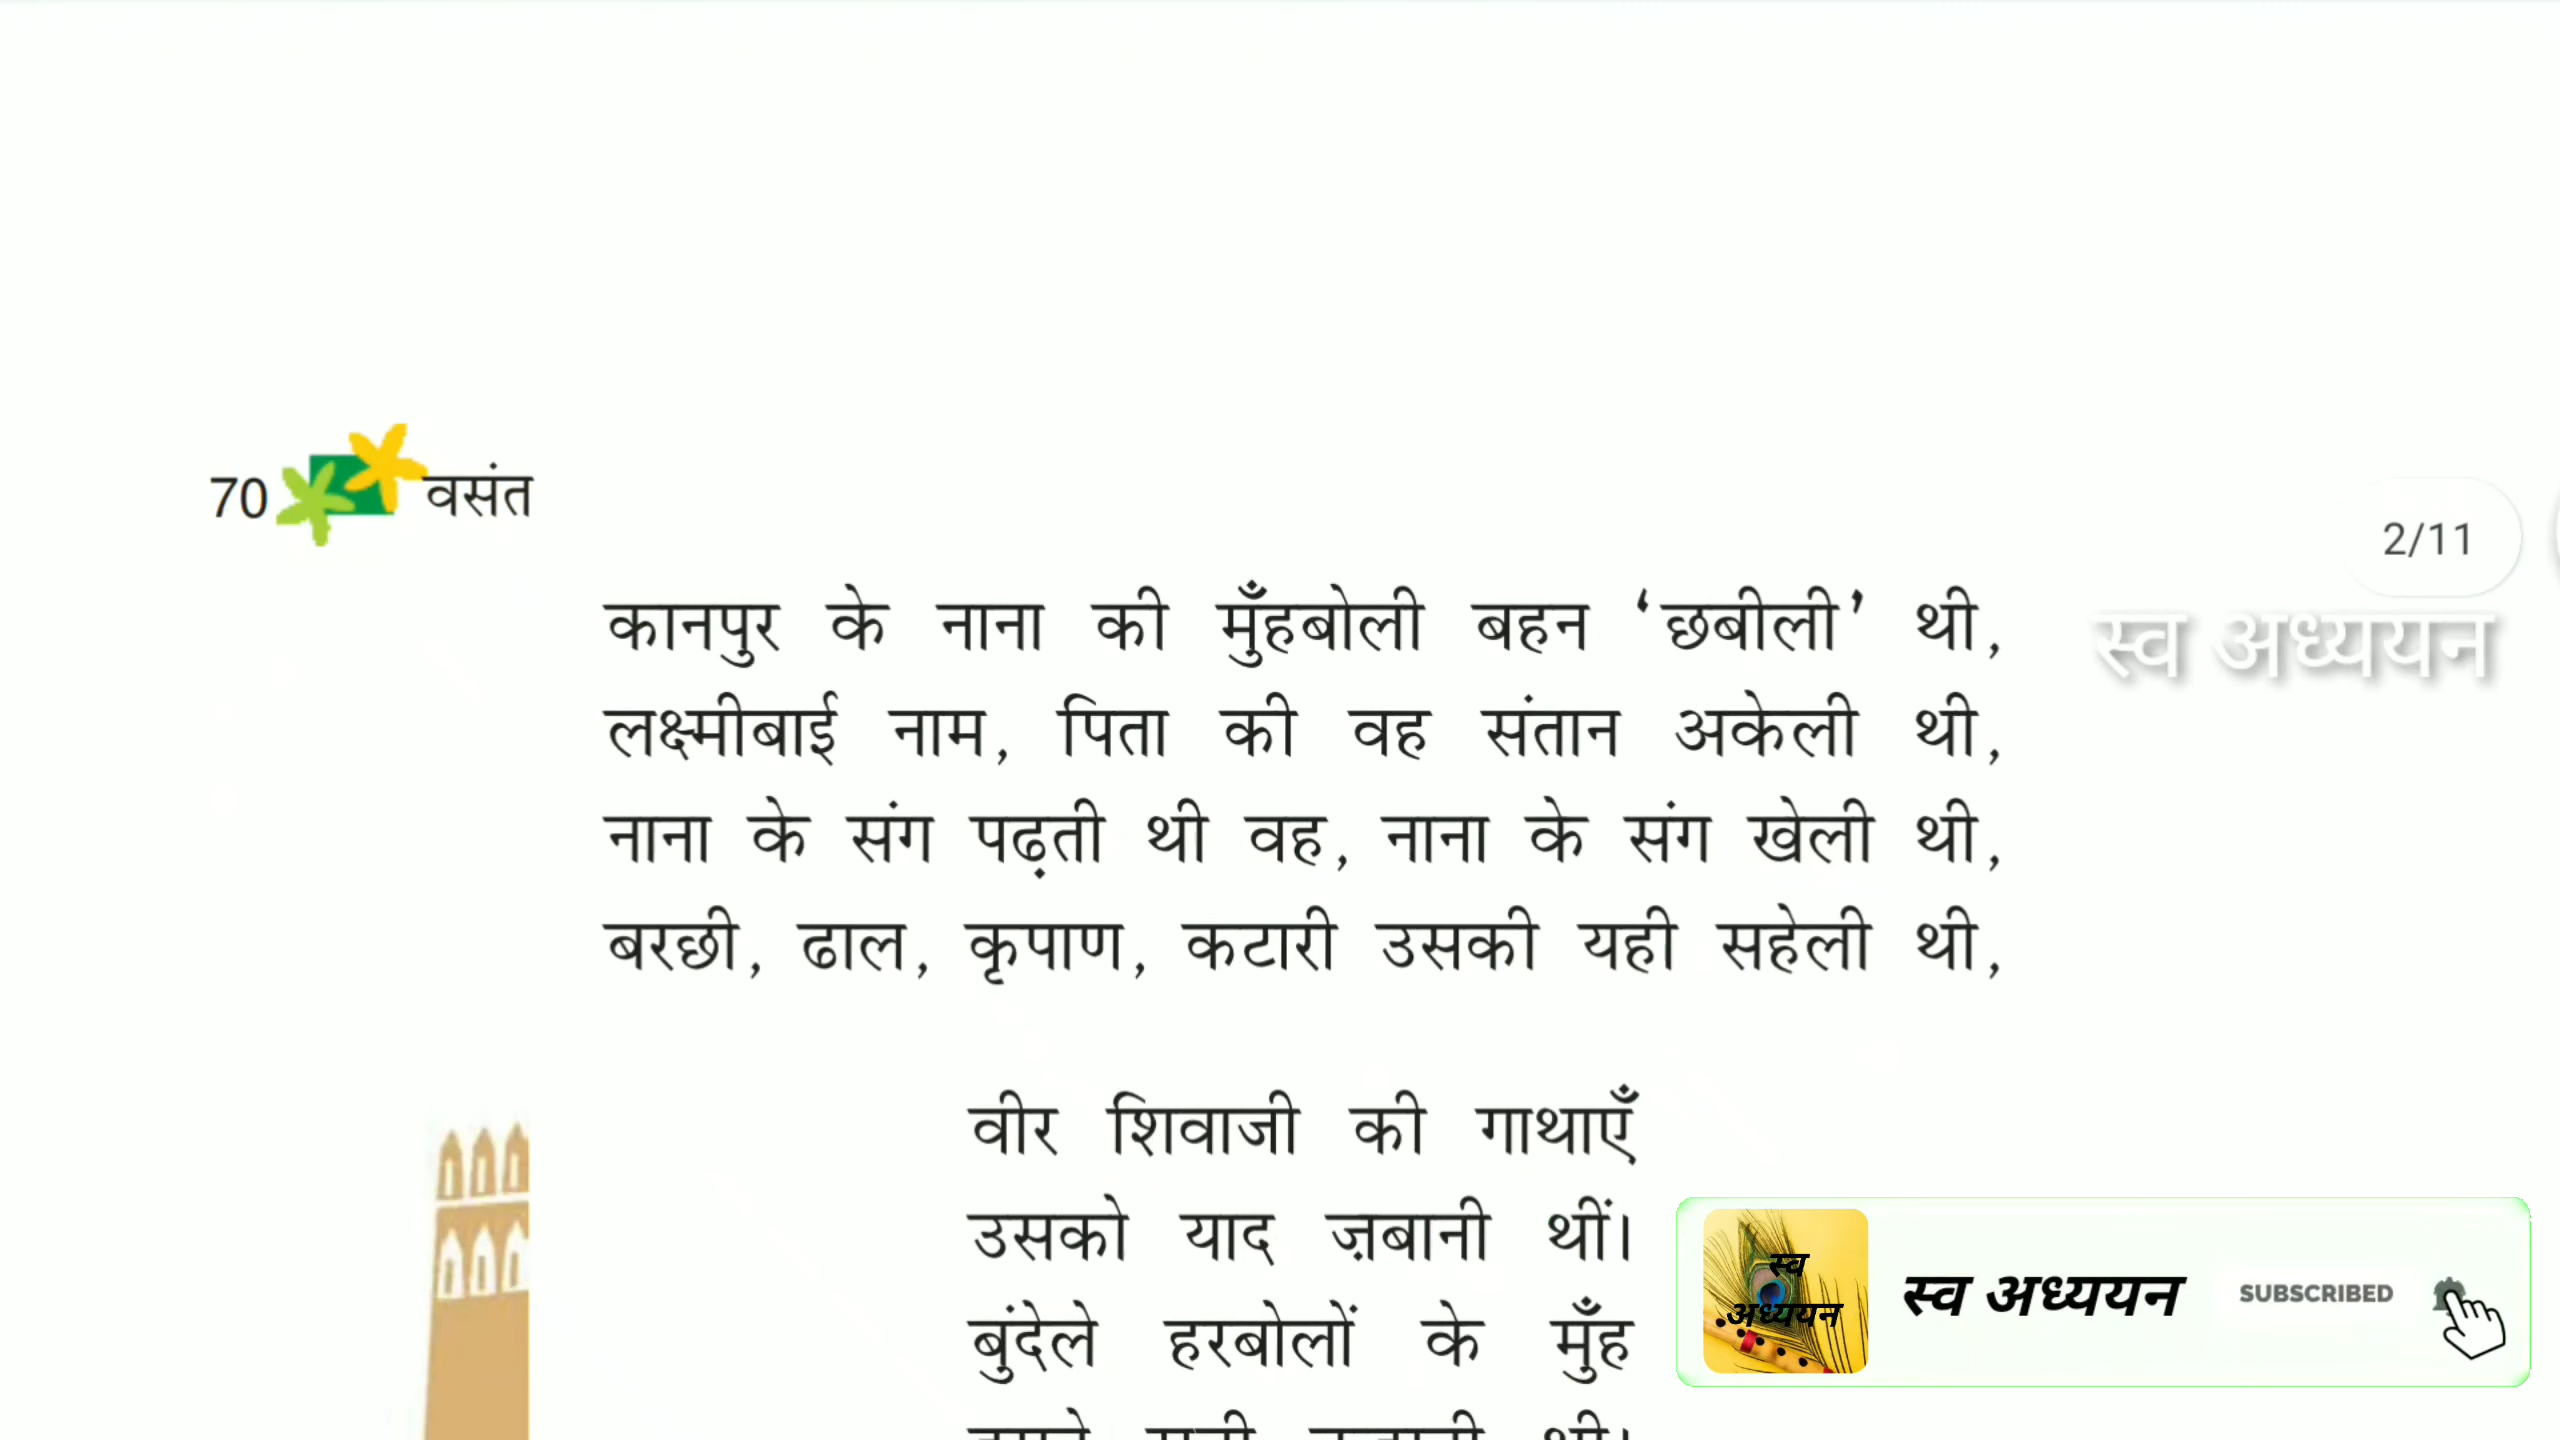 70 वसंत
2/11
कानपुर के नाना की मुँहबोली बहन ‘छबीली’ थी,
स्व अध्ययन
लक्ष्मीबाई नाम, पिता की वह संतान अकेली थी,
नाना के संग पढ़ती थी वह, नाना के संग खेली थी,
बरछी, ढाल, कृपाण, कटारी उसकी यही सहेली थी,
वीर शिवाजी की गाथाएँ
उसको याद ज़बानी थीं।
बुंदेले हरबोलों के मुँह
स्व
अध्ययन
स्व अध्ययन SUBSCRIBED